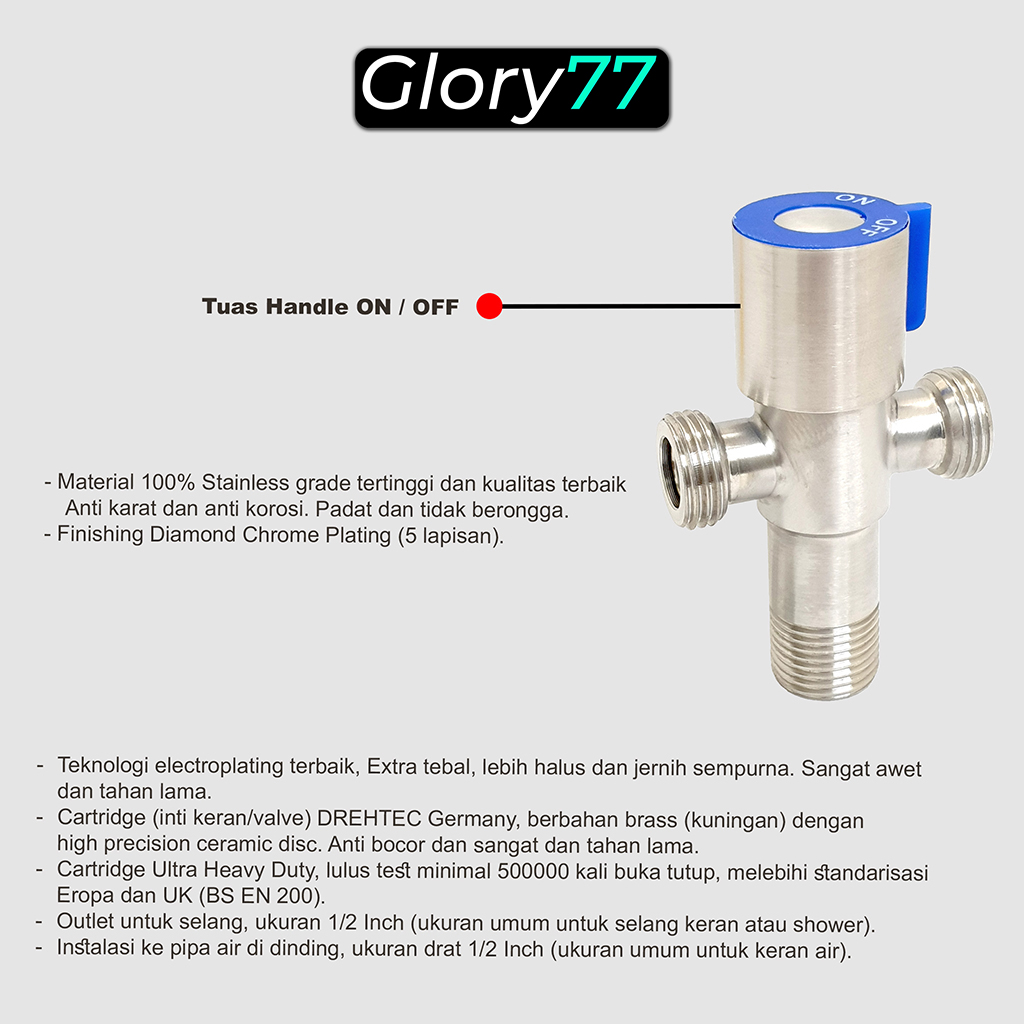 Glory77
ON
OFF
Tuas Handle ON / OFF
- Material 100% Stainless grade tertinggi dan kualitas terbaik
Anti karat dan anti korosi. Padat dan tidak berongga.
- Finishing Diamond Chrome Plating (5 lapisan).
- Teknologi electroplating terbaik, Extra tebal, lebih halus dan jernih sempurna. Sangat awet
dan tahan lama.
- Cartridge (inti keran/valve) DREHTEC Germany, berbahan brass (kuningan) dengan
high precision ceramic disc. Anti bocor dan sangat dan tahan lama.
- Cartridge Ultra Heavy Duty, lulus test minimal 500000 kali buka tutup, melebihi standarisasi
Eropa dan UK (BS EN 200).
- Outlet untuk selang, ukuran 1/2 Inch (ukuran umum untuk selang keran atau shower).
- Instalasi ke pipa air di dinding, ukuran drat 1/2 Inch (ukuran umum untuk keran air).